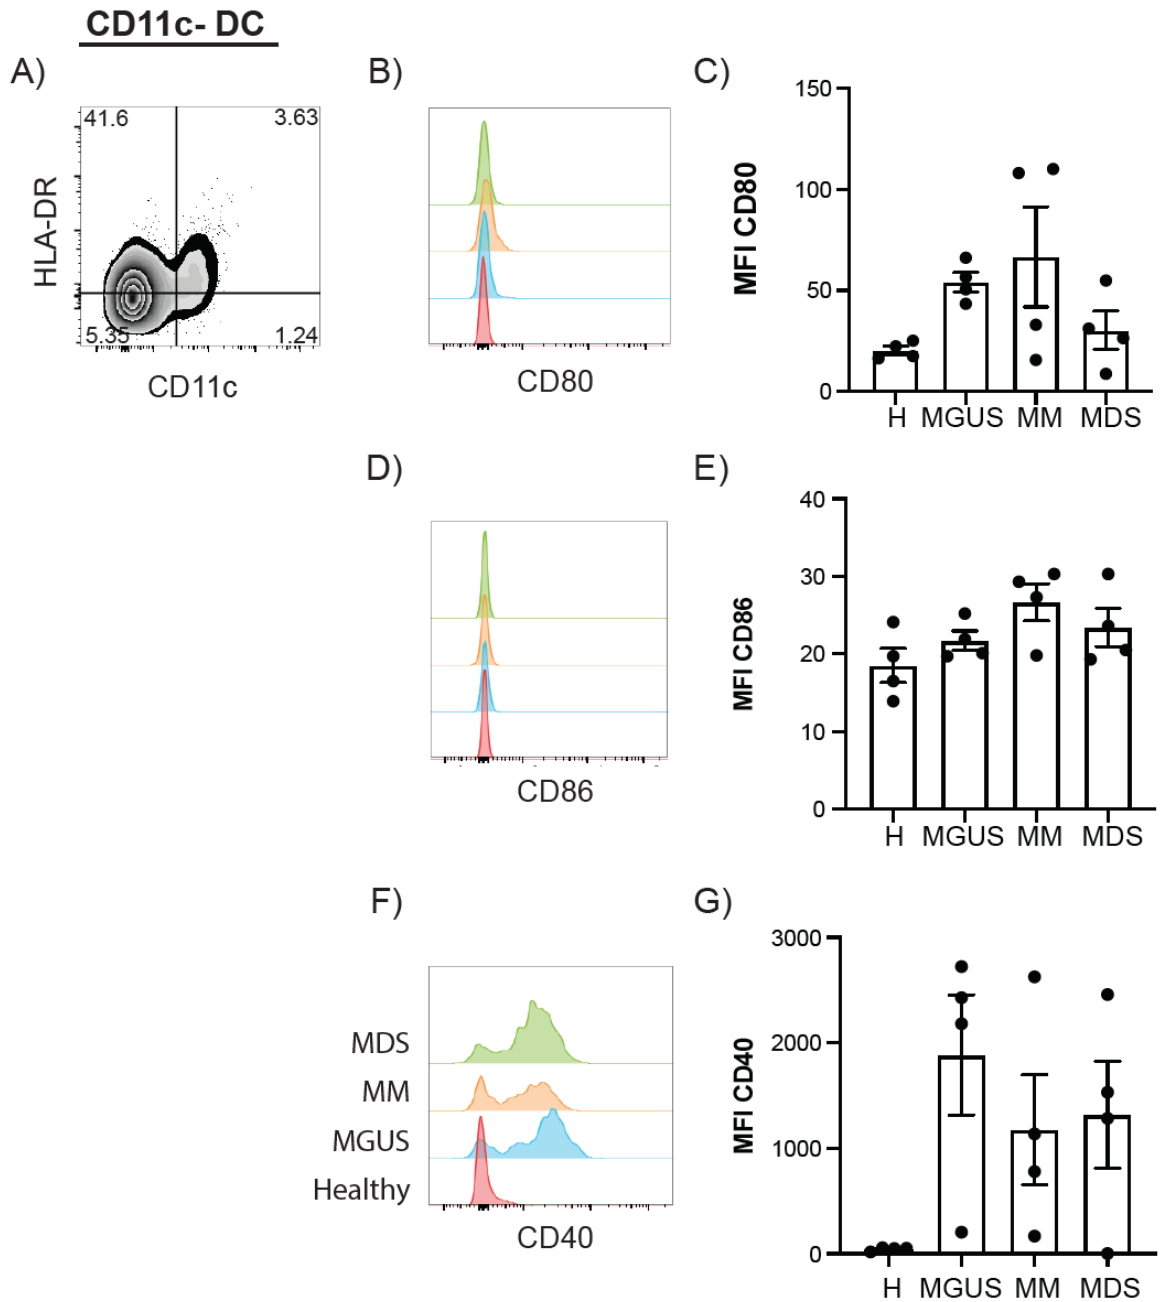 CD11c- DC
A)
41.6
3.63
5.35
1.24
HLA-DR
CD11c
B)
CD80
C)
MFI CD80
150
100
50
0
H MGUS MM MDS
D)
CD86
E)
MFI CD86
40
30
20
10
0
H MGUS MM MDS
F)
MDS
MM
MGUS
Healthy
CD40
G)
MFI CD40
3000
2000
1000
0
H MGUS MM MDS